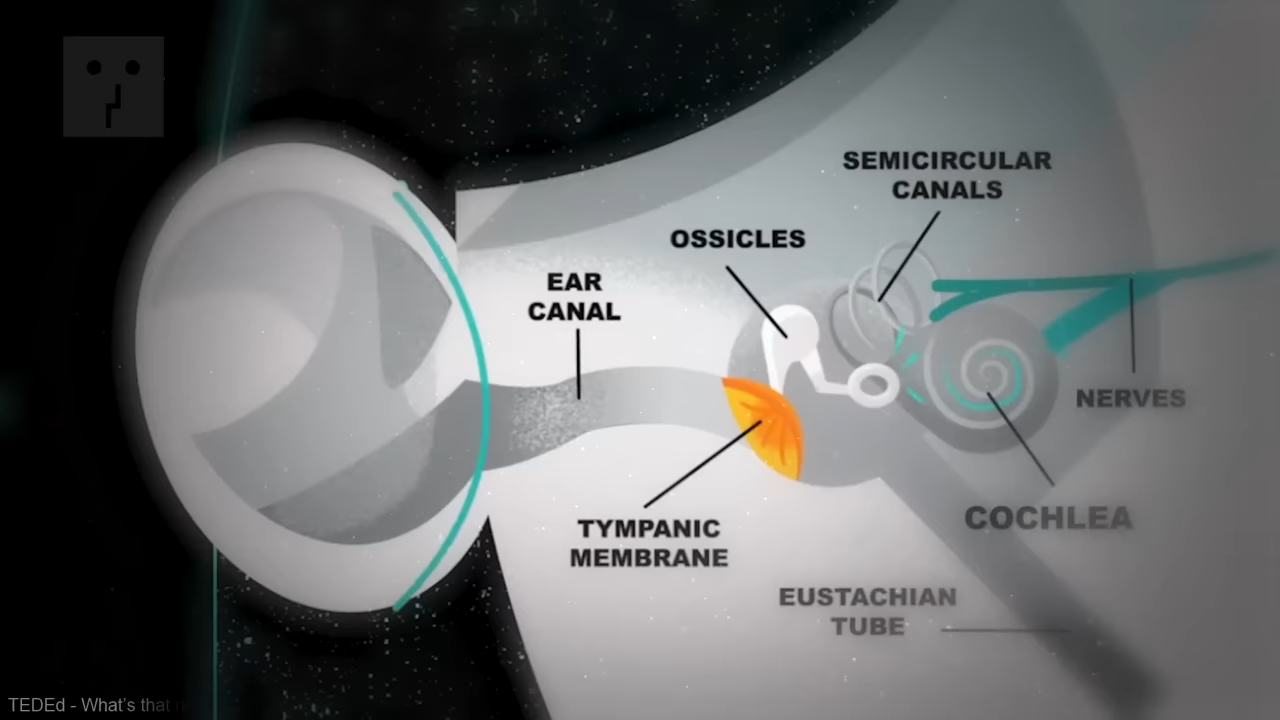 SEMICIRCULAR
CANALS
OSSICLES
EAR
CANAL
NERVES
COCHLEA
TYMPANIC
MEMBRANE
EUSTACHIAN
TUBE
TEDEd - What's that